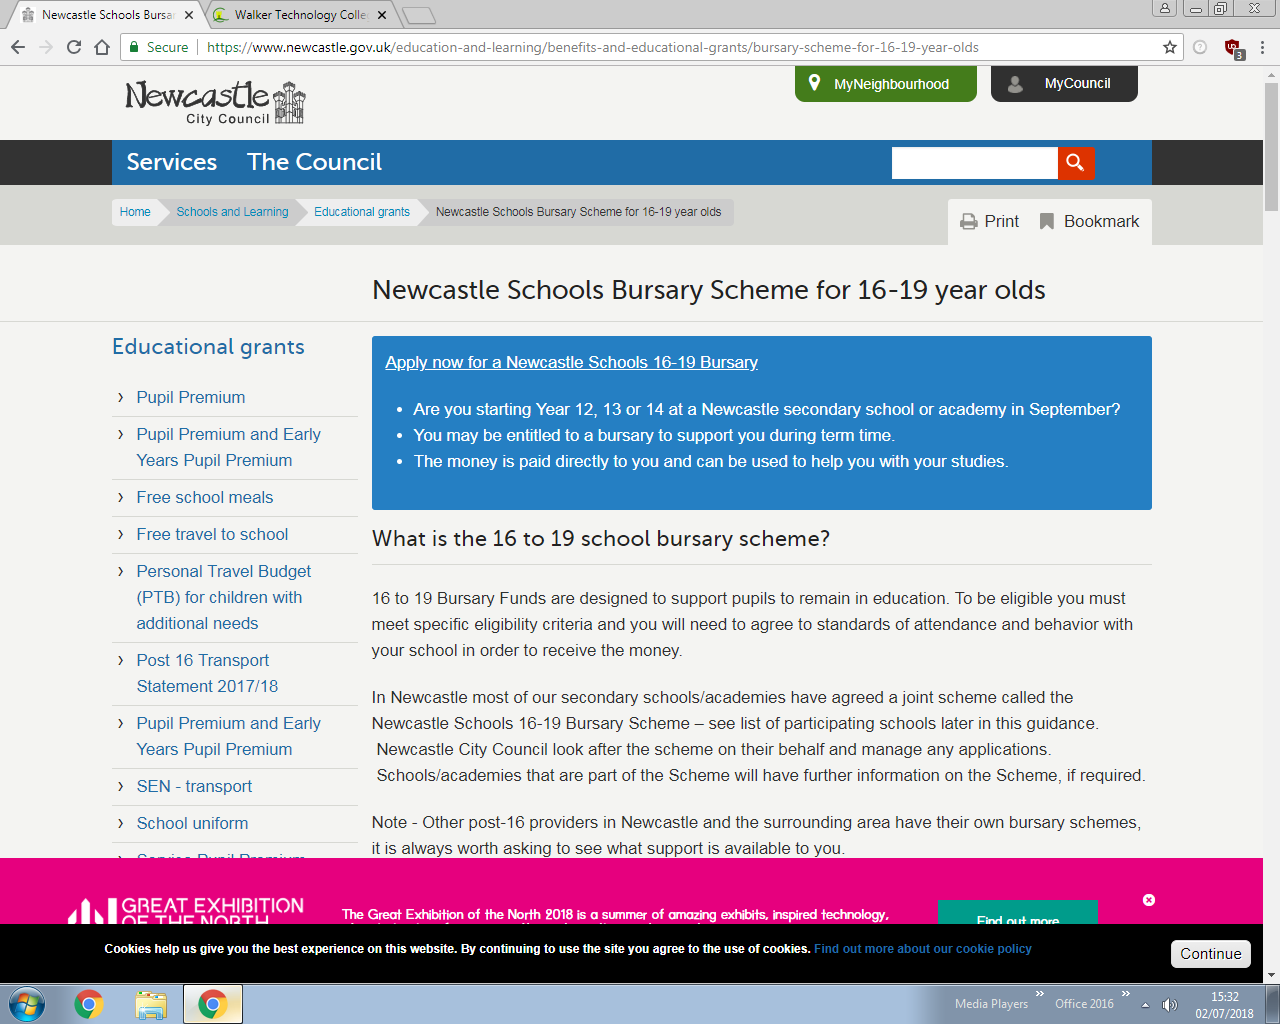 Newcastle Schools Bursar
Walker Technology Colle
Secure
https://www.newcastle.gov.uk/education-and-learning/benefits-and-educational-grants/bursary-scheme-for-16-19-year-olds
3
Newcastle
City Council
MyNeighbourhood
MyCouncil
Services
The Council
Home
Schools and Learning
Educational grants
Newcastle Schools Bursary Scheme for 16-19 year olds
Print
Bookmark
Newcastle Schools Bursary Scheme for 16-19 year olds
Educational grants
Pupil Premium
Pupil Premium and Early
Years Pupil Premium
Free school meals
Free travel to school
Personal Travel Budget
(PTB) for children with
additional needs
Post 16 Transport
Statement 2017/18
Pupil Premium and Early
Years Pupil Premium
SEN - transport
School uniform
Service Pupil Premium
Apply now for a Newcastle Schools 16-19 Bursary
• Are you starting Year 12, 13 or 14 at a Newcastle secondary school or academy in September?
• You may be entitled to a bursary to support you during term time.
• The money is paid directly to you and can be used to help you with your studies.
What is the 16 to 19 school bursary scheme?
16 to 19 Bursary Funds are designed to support pupils to remain in education. To be eligible you must
meet specific eligibility criteria and you will need to agree to standards of attendance and behavior with
your school in order to receive the money.
In Newcastle most of our secondary schools/academies have agreed a joint scheme called the
Newcastle Schools 16-19 Bursary Scheme – see list of participating schools later in this guidance.
Newcastle City Council look after the scheme on their behalf and manage any applications.
Schools/academies that are part of the Scheme will have further information on the Scheme, if required.
Note - Other post-16 providers in Newcastle and the surrounding area have their own bursary schemes,
it is always worth asking to see what support is available to you.
GREAT EXHIBITION
OF THE NORTH
The Great Exhibition of the North 2018 is a summer of amazing exhibits, inspired technology,
Find out more
Cookies help us give you the best experience on this website. By continuing to use the site you agree to the use of cookies. Find out more about our cookie policy
Continue
Media Players
Office 2016
15:32
02/07/2018